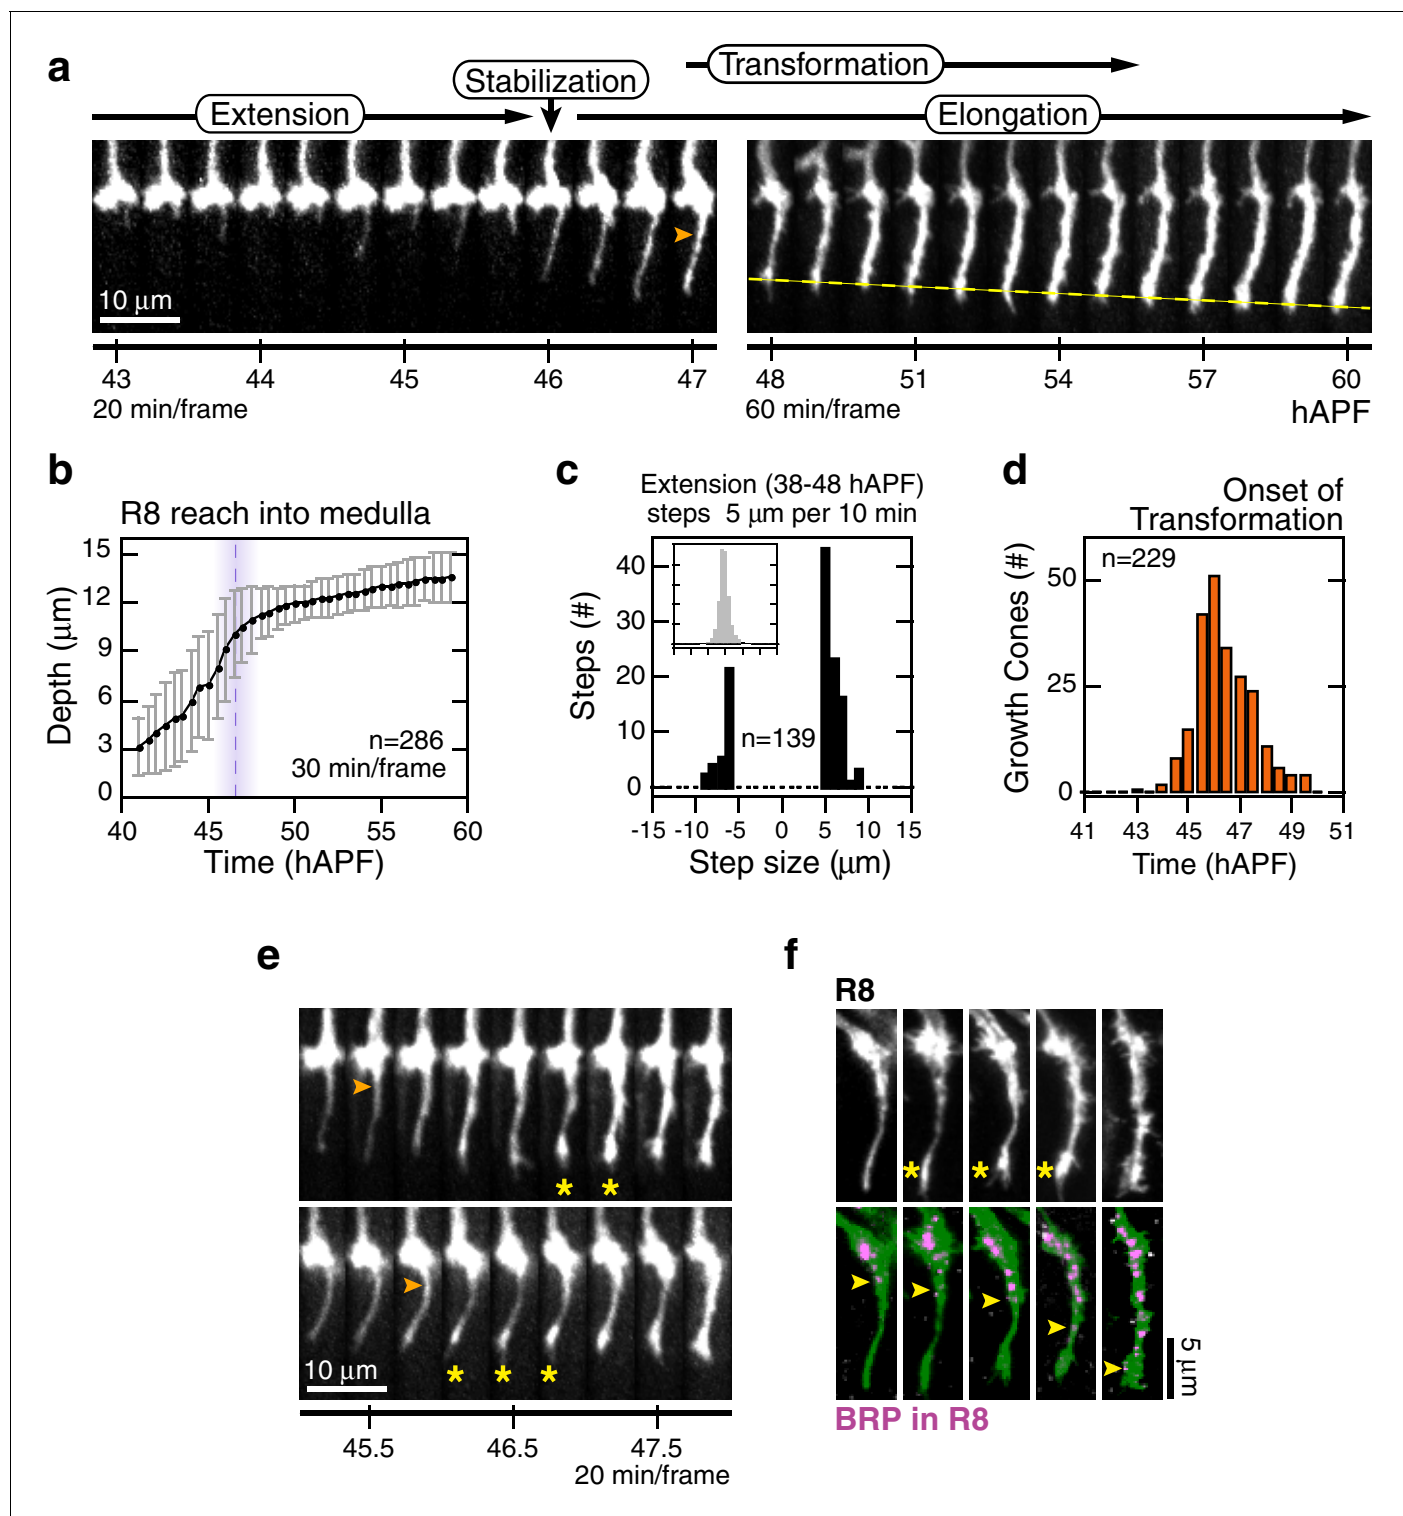 a
Transformation
Stabilization
Extension
Elongation
10 μm
43 44 45 46 47
20 min/frame
48 51 54 57 60
60 min/frame
hAPF
b
R8 reach into medulla
Depth (μm)
15
12
9
6
3
0
n=286
30 min/frame
40 45 50 55 60
Time (hAPF)
c
Extension (38-48 hAPF)
steps 5 μm per 10 min
Steps (#)
40
30
20
10
0
n=139
-15 -10 -5 0 5 10 15
Step size (μm)
d
Onset of
Transformation
Growth Cones (#)
n=229
50
25
0
41 43 45 47 49 51
Time (hAPF)
e
*
*
*
*
*
10 μm
45.5 46.5 47.5
20 min/frame
f
R8
*
*
*
5 μm
BRP in R8